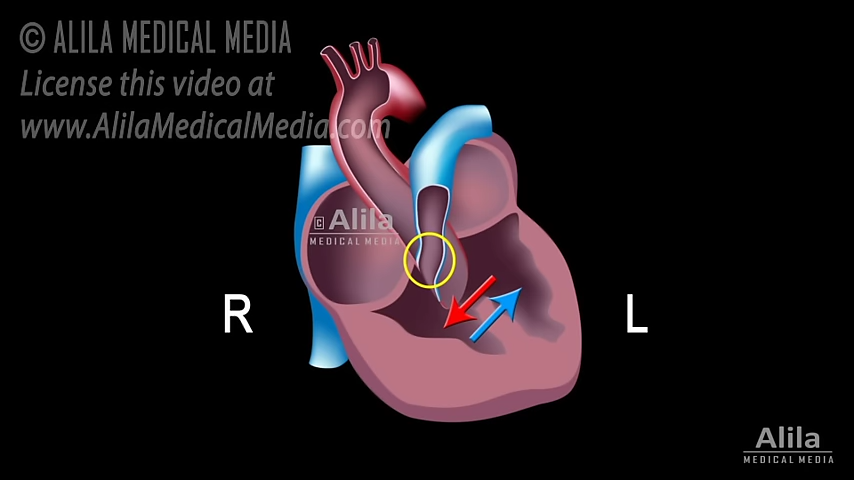 © ALILA MEDICAL MEDIA
License this video at
www.AlilaMedicalMedia.com
© Alila
MEDICAL MEDIA
R
L
Alila
MEDICAL MEDIA